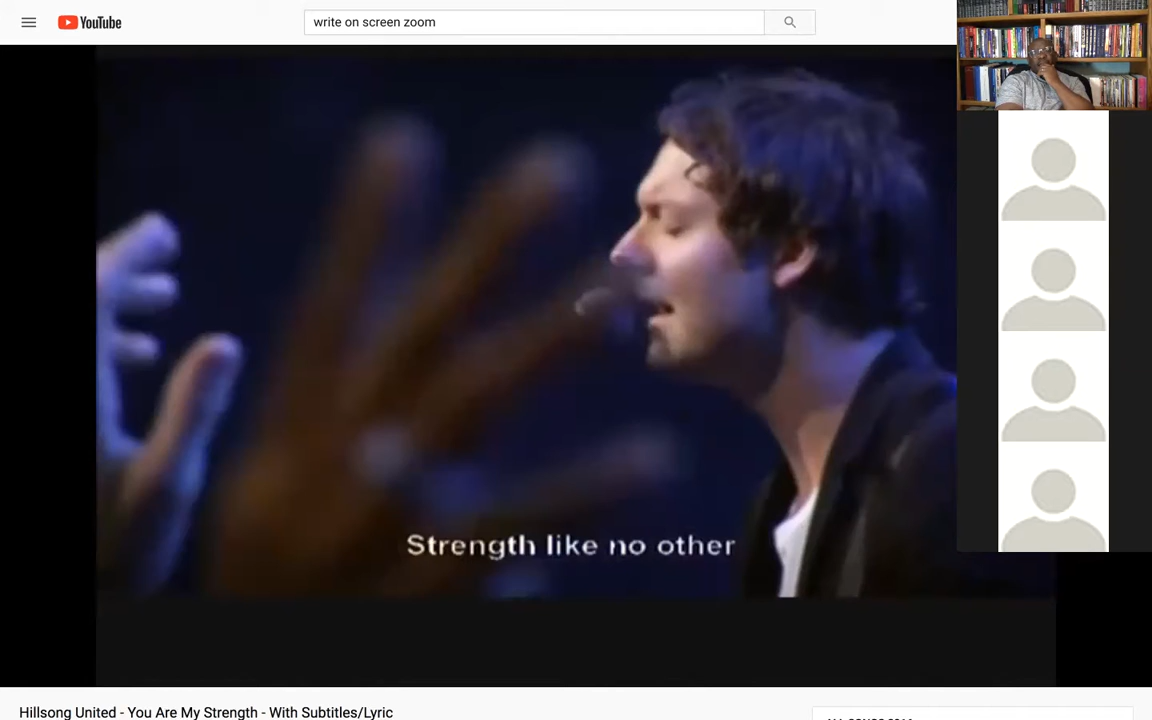 YouTube
write on screen zoom
Strength like no other
Hillsong United - You Are My Strength - With Subtitles/Lyric